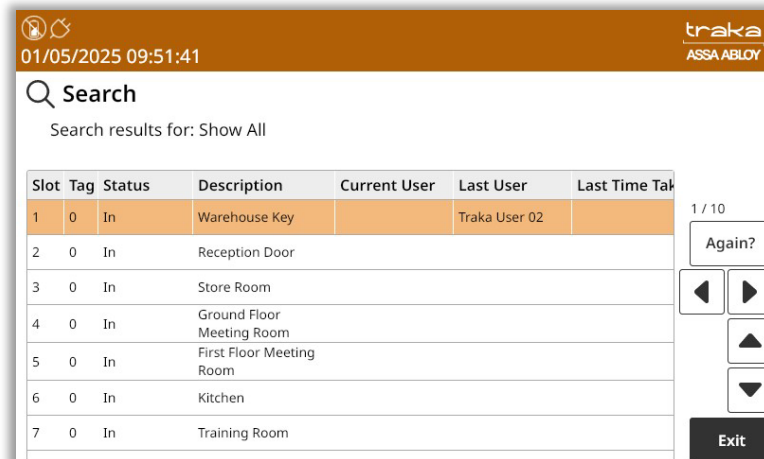 01/05/2025 09:51:41
traka
ASSA ABLOY
Search
Search results for: Show All
Slot Tag Status Description Current User Last User Last Time Tak
1 0 In Warehouse Key Traka User 02
2 0 In Reception Door
3 0 In Store Room
4 0 In Ground Floor
Meeting Room
5 0 In First Floor Meeting
Room
6 0 In Kitchen
7 0 In Training Room
1 / 10
Again?
Exit